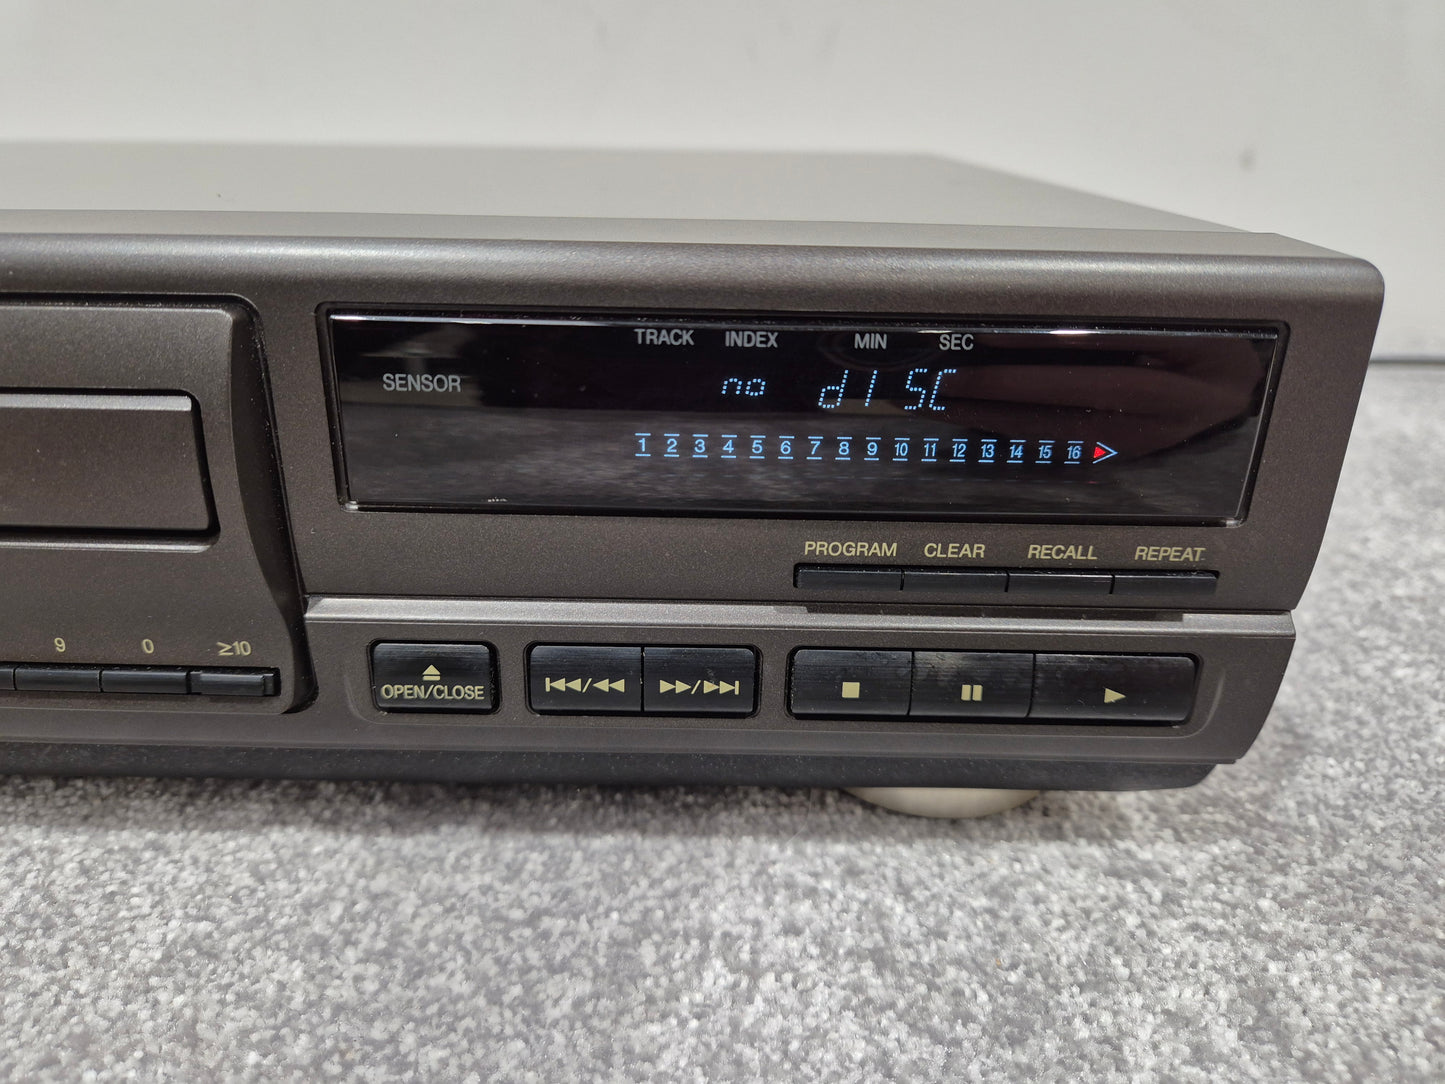 TRACK INDEX MIN SEC
SENSOR
no dISC
1 2 3 4 5 6 7 8 9 10 11 12 13 14 15 16
PROGRAM CLEAR RECALL REPEAT
9 0 ≥10
OPEN/CLOSE